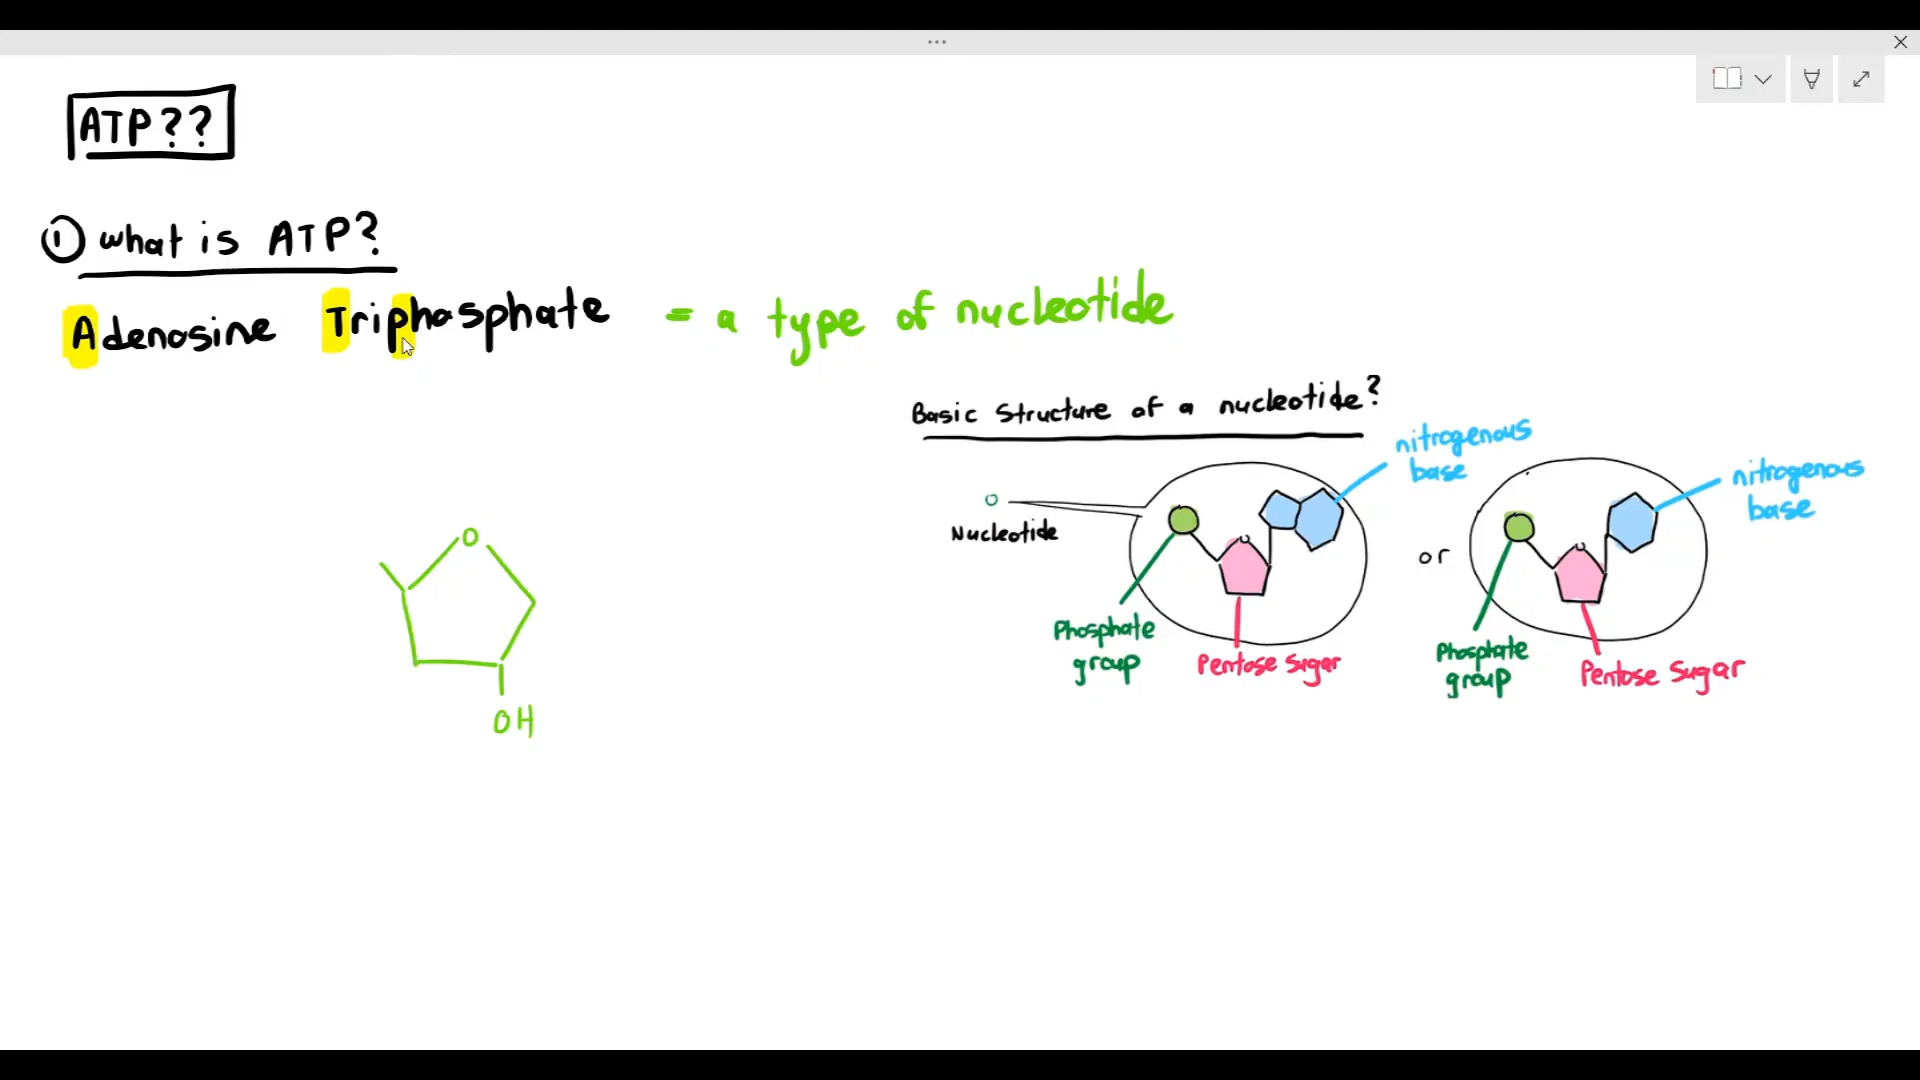 ATP??
① what is ATP?
Adenosine Triphosphate = a type of nucleotide
Basic Structure of a nucleotide?
nitrogenous
base
nitrogenous
base
Nucleotide
or
Phosphate
group
Pentose sugar
Phosphate
group
Pentose sugar
O
OH